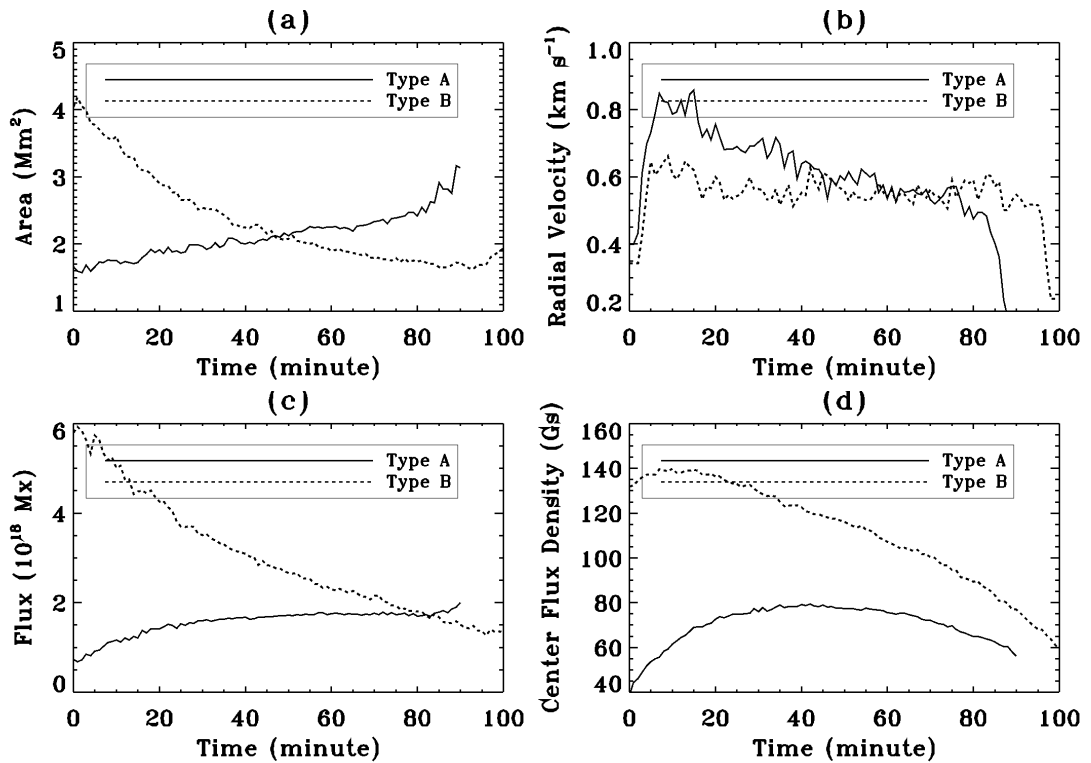 (a)
Area (Mm²)
5
4
3
2
1
Type A
Type B
0 20 40 60 80 100
Time (minute)
(b)
Radial Velocity (km s⁻¹)
1.0
0.8
0.6
0.4
0.2
Type A
Type B
0 20 40 60 80 100
Time (minute)
(c)
Flux (10¹⁸ Mx)
6
4
2
0
Type A
Type B
0 20 40 60 80 100
Time (minute)
(d)
Center Flux Density (Gs)
160
140
120
100
80
60
40
Type A
Type B
0 20 40 60 80 100
Time (minute)